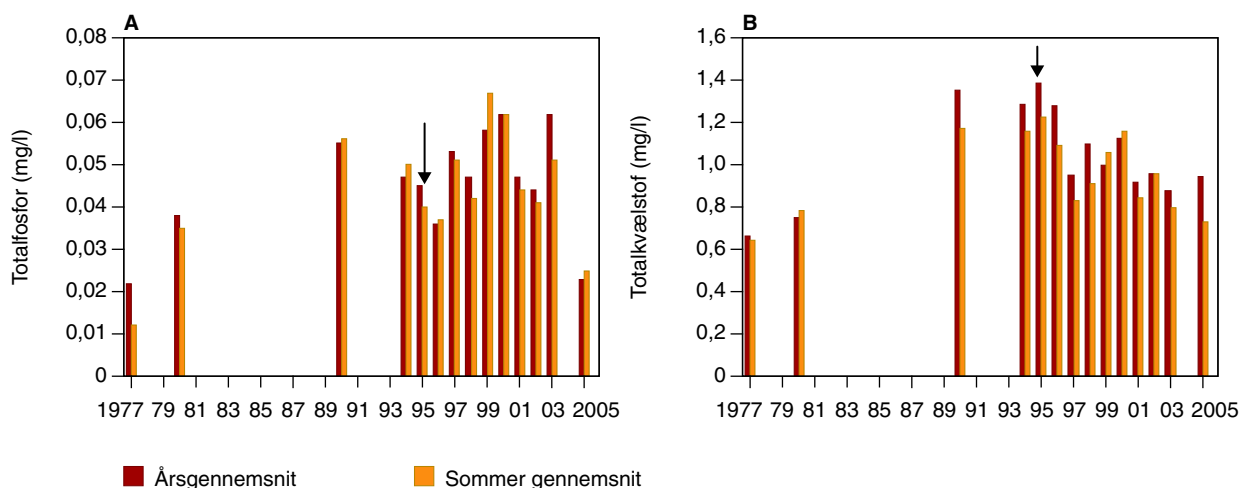 A
Totalfosfor (mg/l)
0,08
0,07
0,06
0,05
0,04
0,03
0,02
0,01
0
1977 79 81 83 85 87 89 91 93 95 97 99 01 03 2005
B
Totalkvælstof (mg/l)
1,6
1,4
1,2
1,0
0,8
0,6
0,4
0,2
0
1977 79 81 83 85 87 89 91 93 95 97 99 01 03 2005
Årsgennemsnit
Sommer gennemsnit